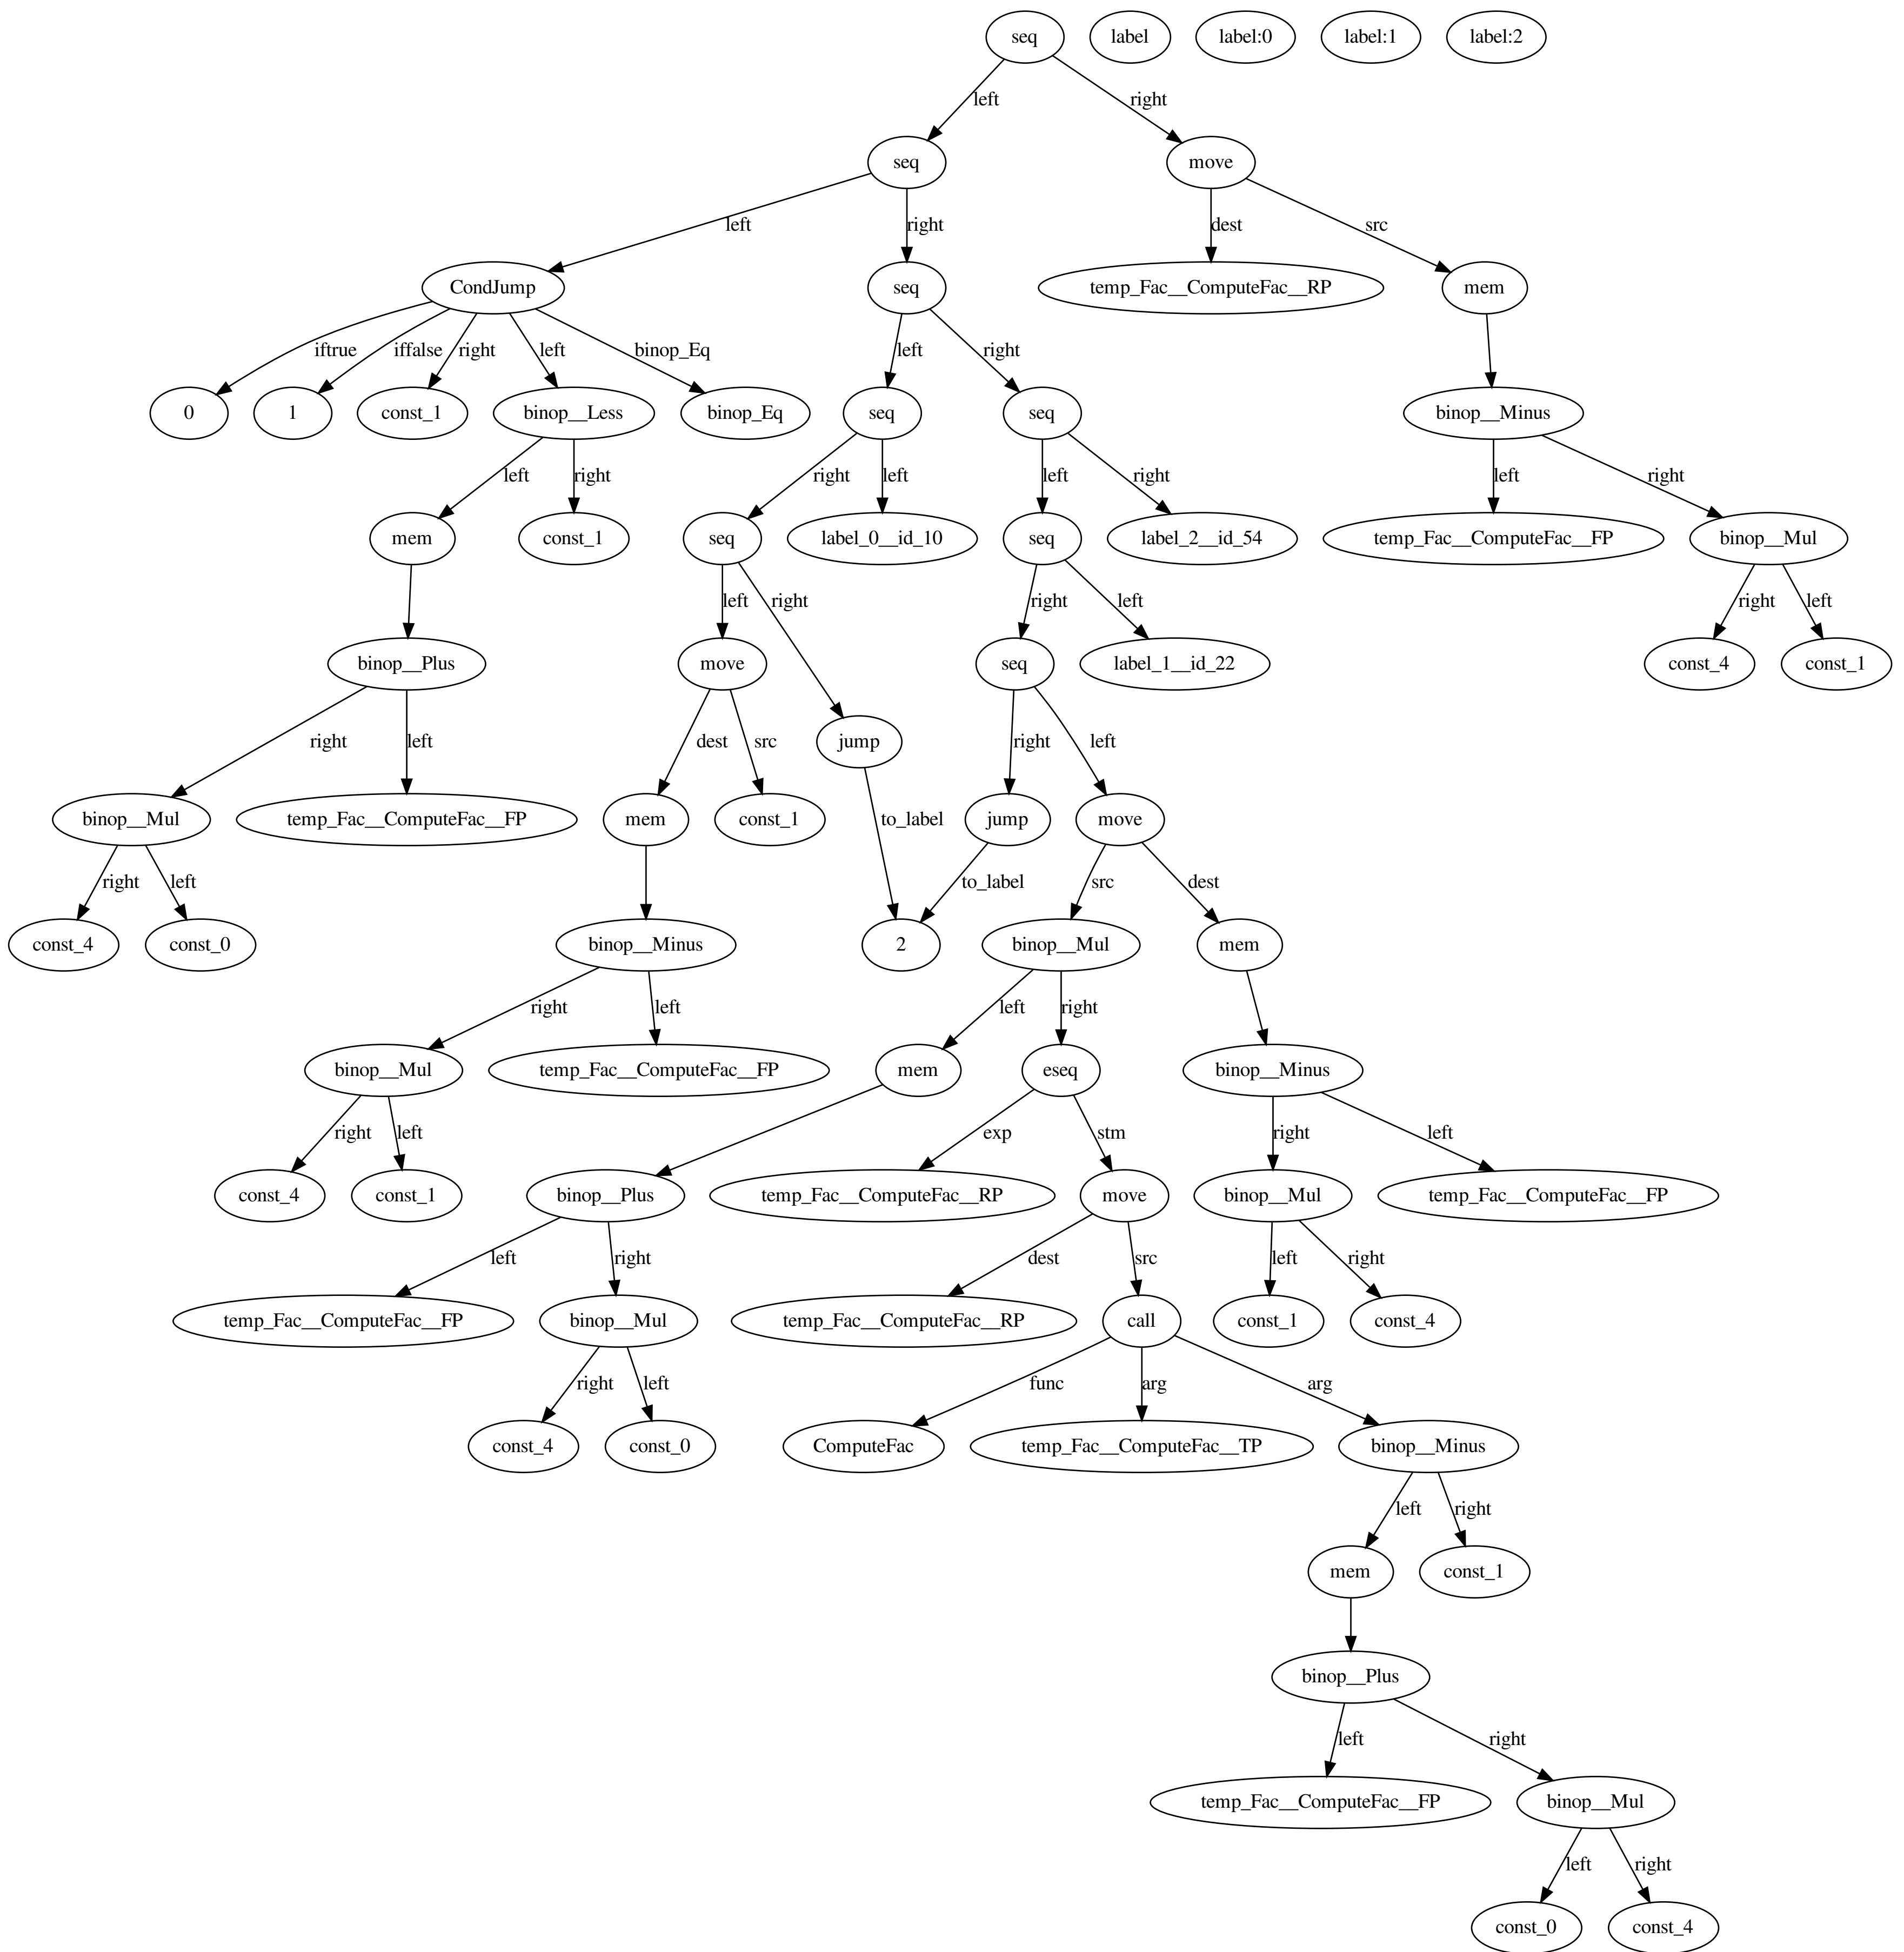 seq label label:0 label:1 label:2
left right
seq move
left right dest src
CondJump seq temp_Fac__ComputeFac__RP mem
iftrue iffalse right left binop_Eq left right
0 1 const_1 binop__Less binop_Eq seq seq binop__Minus
left right right left left right left right
mem const_1 seq label_0__id_10 seq label_2__id_54 temp_Fac__ComputeFac__FP binop__Mul
left right right left right left
binop__Plus move seq label_1__id_22 const_4 const_1
right left dest src jump right left
binop__Mul temp_Fac__ComputeFac__FP mem const_1 to_label jump move
right left to_label src dest
const_4 const_0 binop__Minus 2 binop__Mul mem
right left left right
binop__Mul temp_Fac__ComputeFac__FP mem eseq binop__Minus
right left exp stm right left
const_4 const_1 binop__Plus temp_Fac__ComputeFac__RP move binop__Mul temp_Fac__ComputeFac__FP
left right dest src left right
temp_Fac__ComputeFac__FP binop__Mul temp_Fac__ComputeFac__RP call const_1 const_4
right left func arg arg
const_4 const_0 ComputeFac temp_Fac__ComputeFac__TP binop__Minus
left right
mem const_1
binop__Plus
left right
temp_Fac__ComputeFac__FP binop__Mul
left right
const_0 const_4